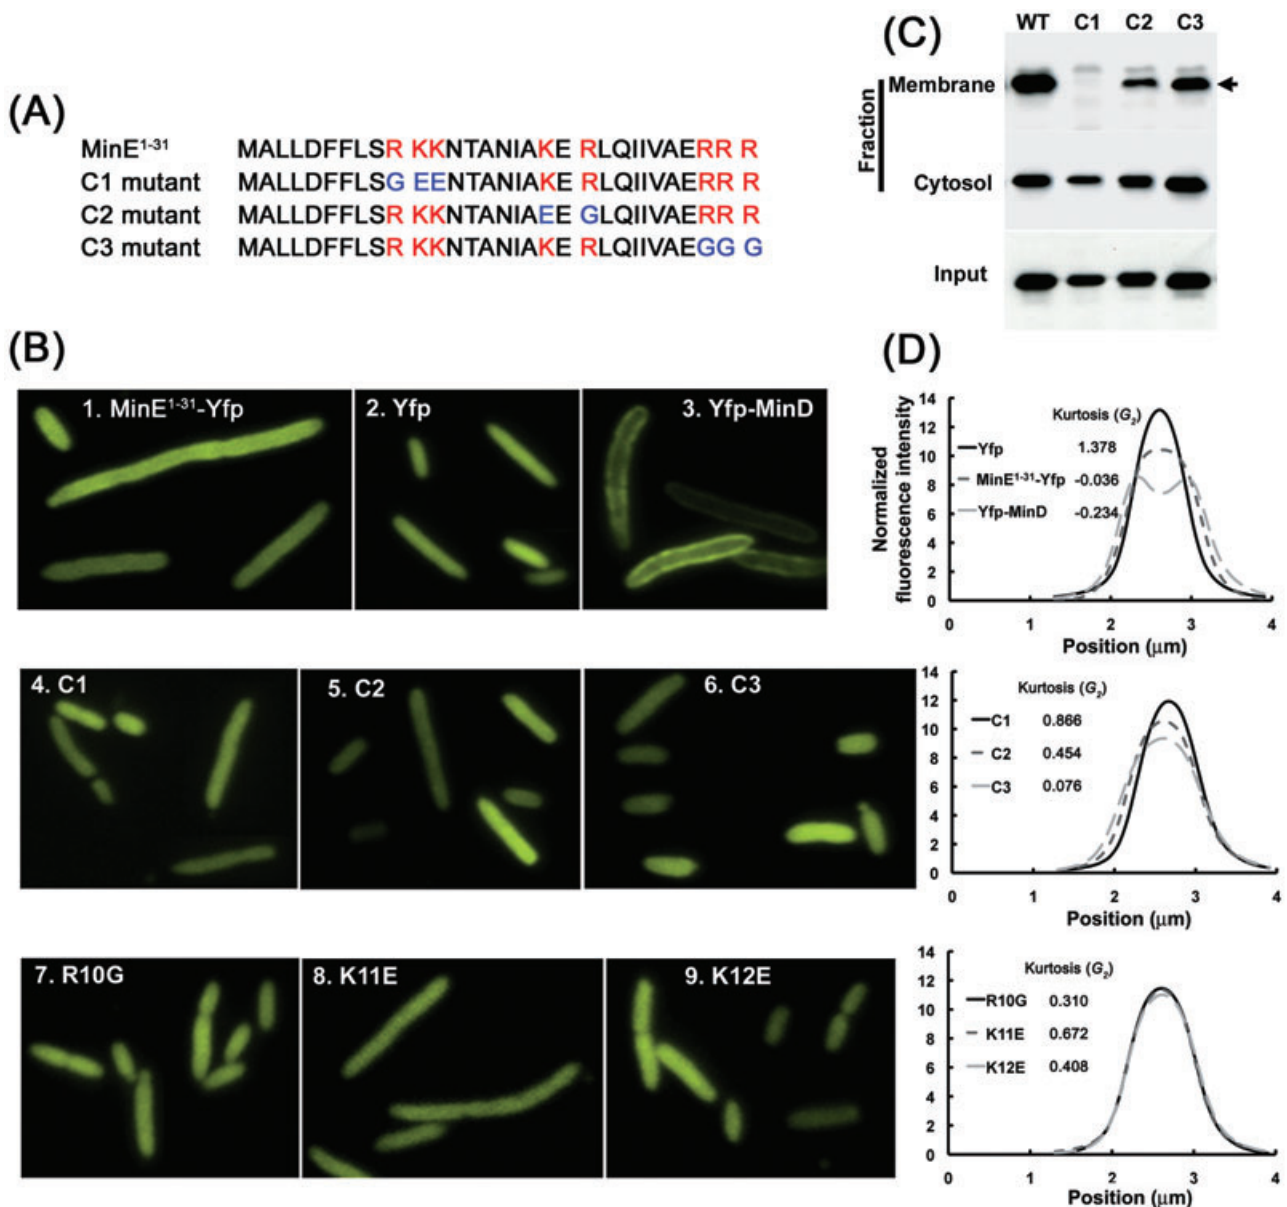 (A)
MinE1-31 MALLDFFLSR KKNTANIAKE RLQIIVAERRR R
C1 mutant MALLDFFLSG EENTANIAKE RLQIIVAERRR R
C2 mutant MALLDFFLSR KKNTANIAEE GLQIIVAERRR R
C3 mutant MALLDFFLSR KKNTANIAKE RLQIIVAEGG G
(C)
WT C1 C2 C3
Fraction
Membrane
Cytosol
Input
(B)
1. MinE1-31-Yfp
2. Yfp
3. Yfp-MinD
4. C1
5. C2
6. C3
7. R10G
8. K11E
9. K12E
(D)
Normalized
fluorescence intensity
14
12
10
8
6
4
2
0
Kurtosis (G2)
Yfp 1.378
MinE1-31-Yfp -0.036
Yfp-MinD -0.234
0 1 2 3 4
Position (μm)
14
12
10
8
6
4
2
0
Kurtosis (G2)
C1 0.866
C2 0.454
C3 0.076
0 1 2 3 4
Position (μm)
14
12
10
8
6
4
2
0
Kurtosis (G2)
R10G 0.310
K11E 0.672
K12E 0.408
0 1 2 3 4
Position (μm)